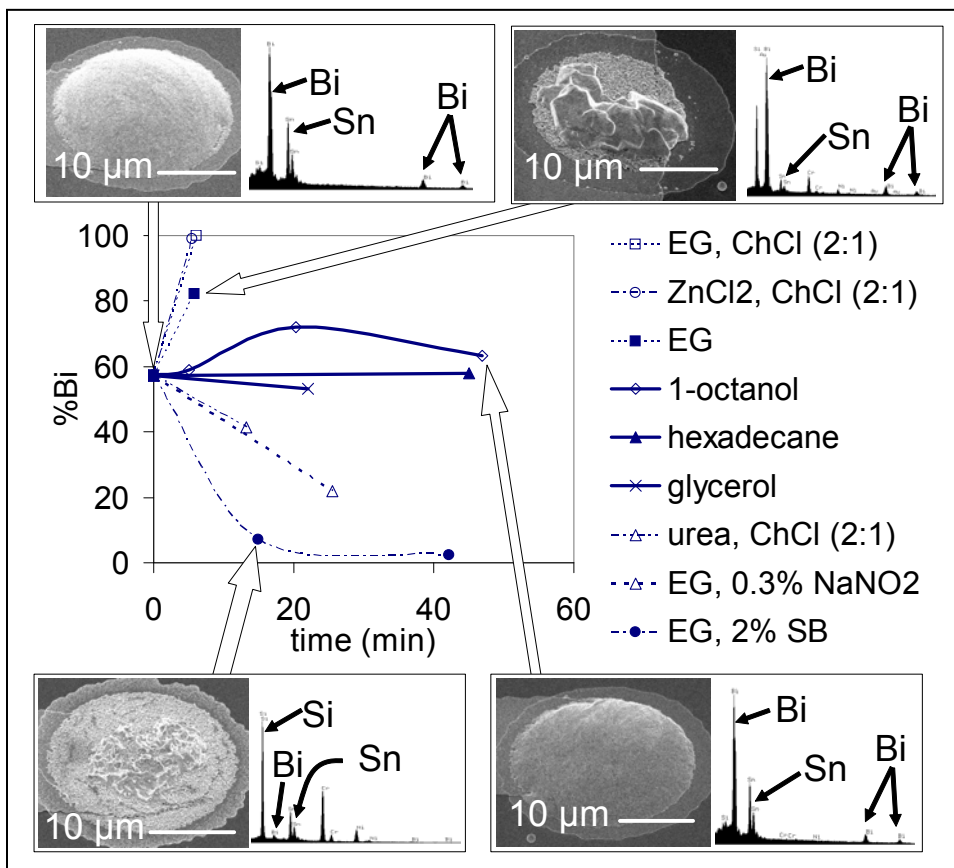 Bi
Sn
Bi
10 µm
Bi
Sn
Bi
10 µm
%Bi
100
80
60
40
20
0
0
20
40
60
time (min)
EG, ChCl (2:1)
ZnCl2, ChCl (2:1)
EG
1-octanol
hexadecane
glycerol
urea, ChCl (2:1)
EG, 0.3% NaNO2
EG, 2% SB
Si
Bi
Sn
10 µm
Bi
Sn
Bi
10 µm